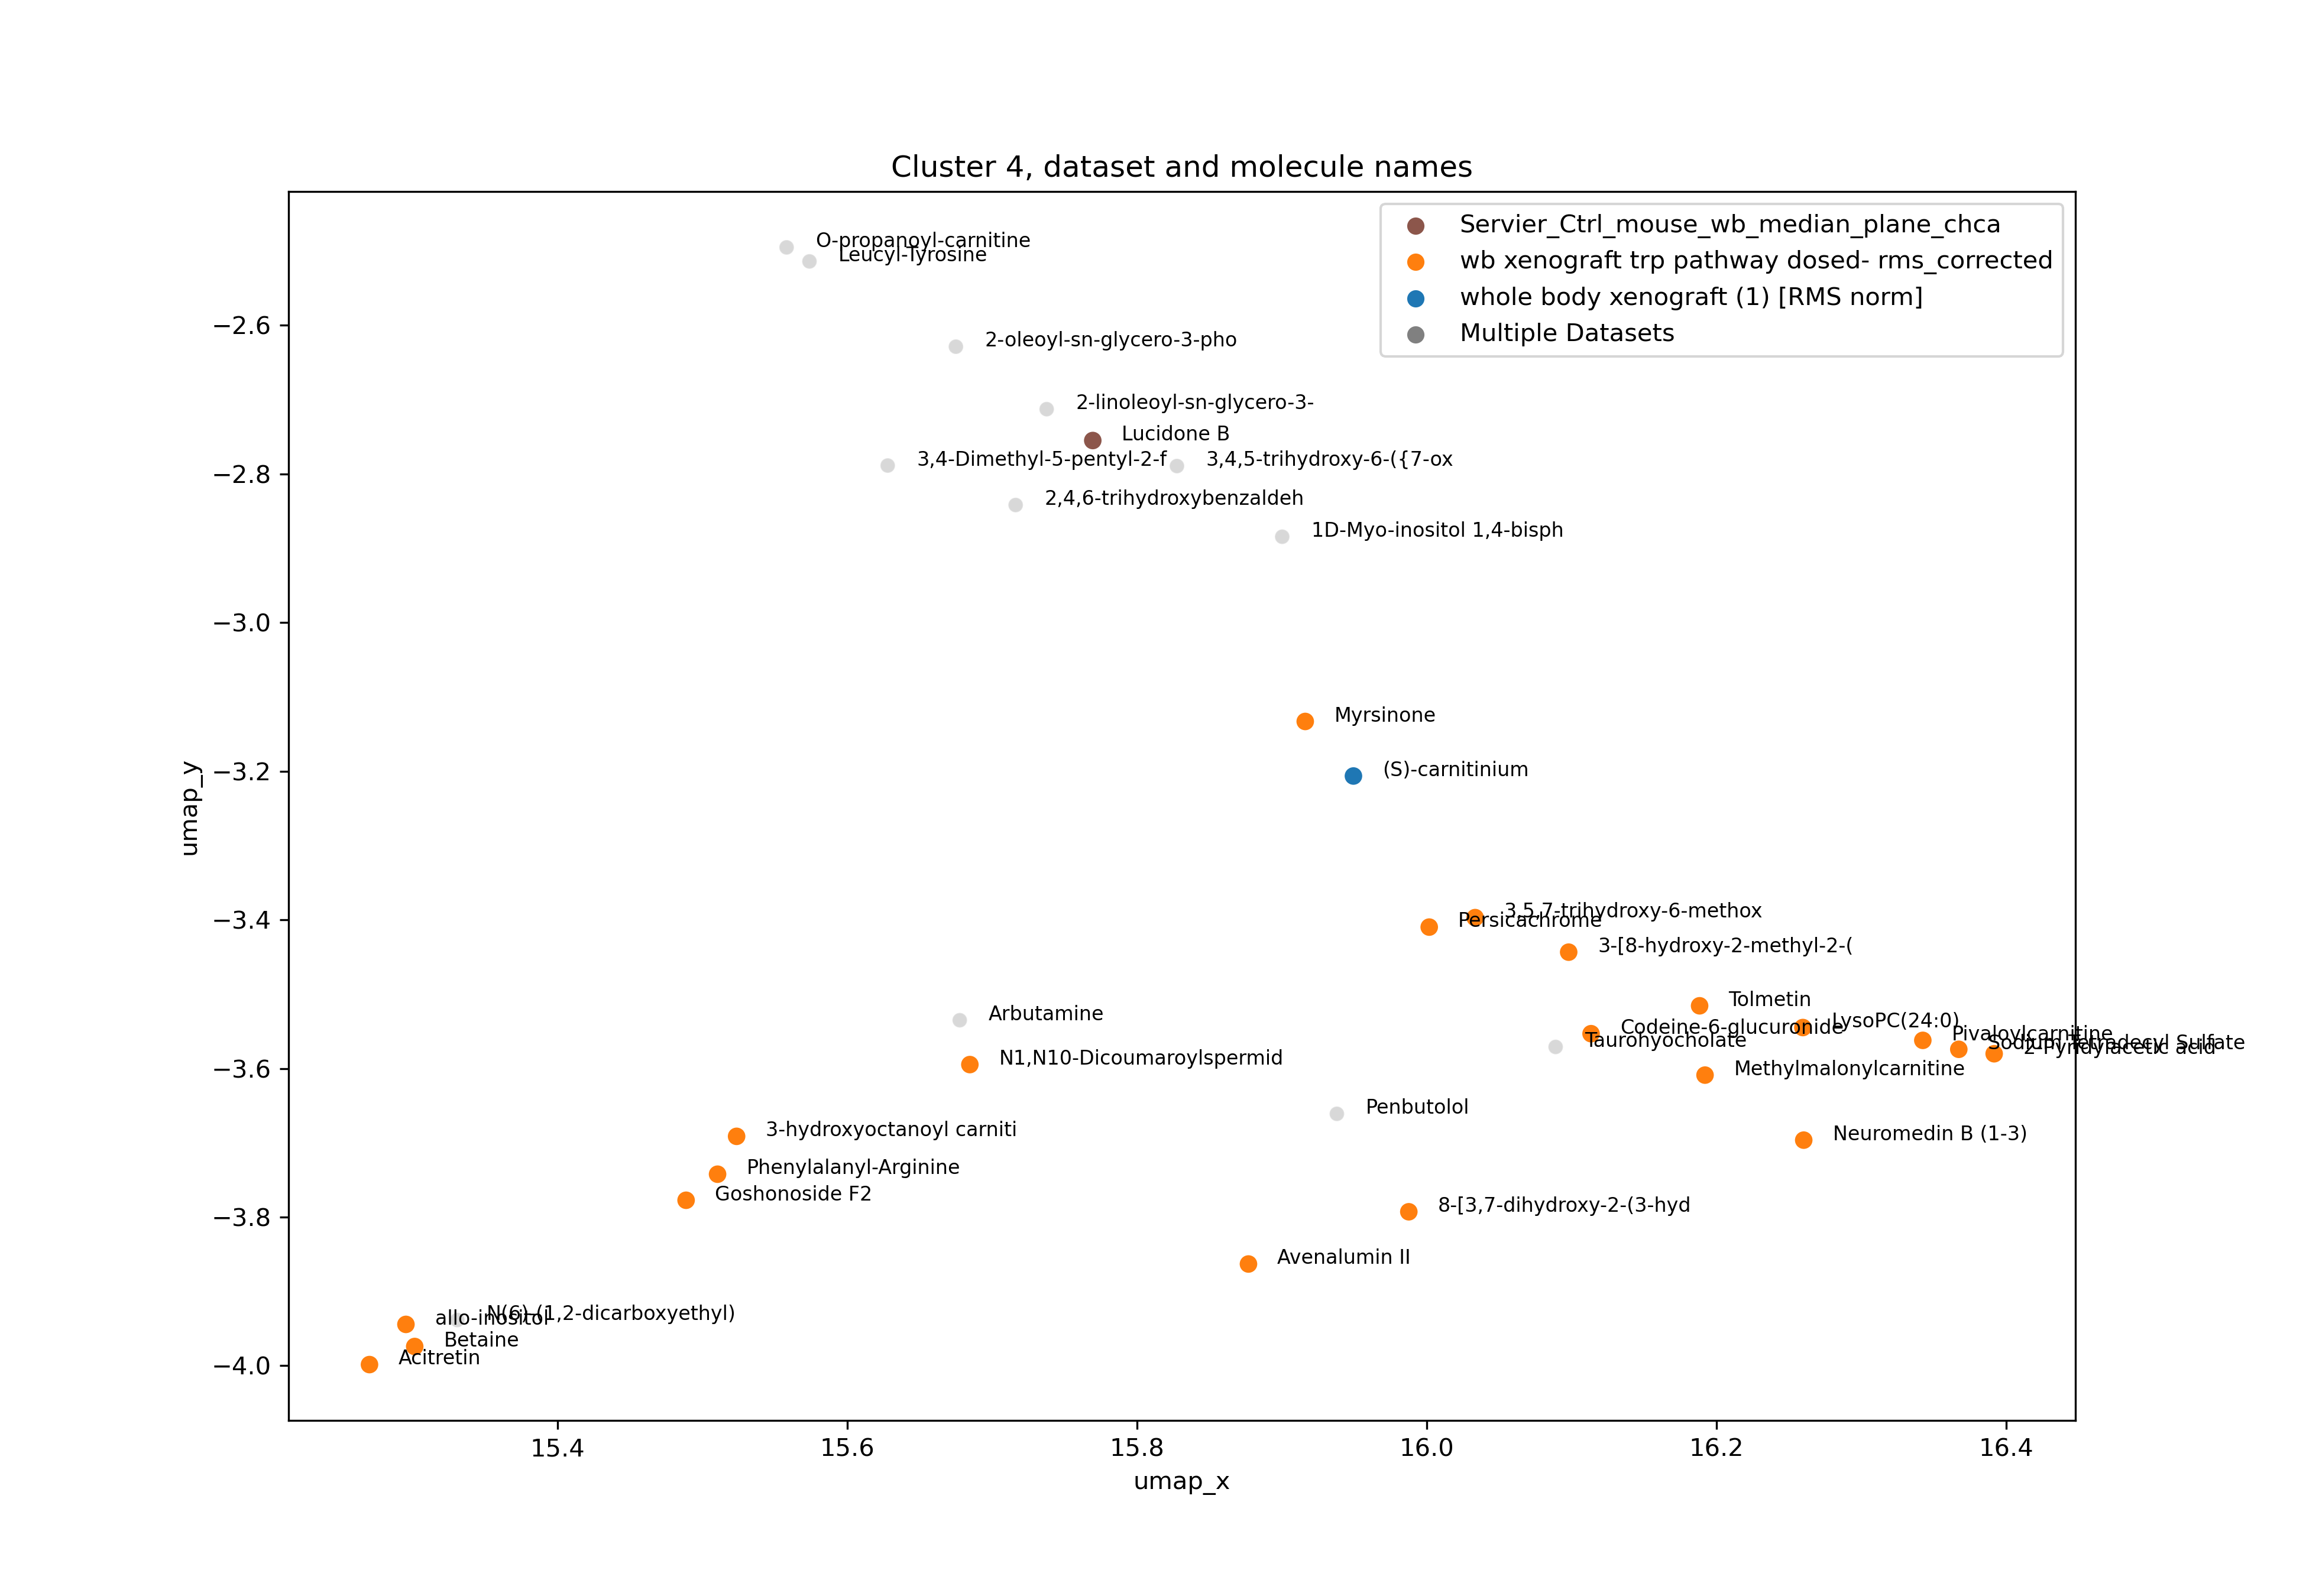 Cluster 4, dataset and molecule names
Servier_Ctrl_mouse_wb_median_plane_chca
wb xenograft trp pathway dosed- rms_corrected
whole body xenograft (1) [RMS norm]
Multiple Datasets
O-propanoyl-carnitine
Leucyl-Tyrosine
2-oleoyl-sn-glycero-3-pho
2-linoleoyl-sn-glycero-3-
Lucidone B
3,4-Dimethyl-5-pentyl-2-f
3,4,5-trihydroxy-6-({7-ox
2,4,6-trihydroxybenzaldeh
1D-Myo-inositol 1,4-bisph
Myrsinone
(S)-carnitinium
3,5,7-trihydroxy-6-methox
Persicachrome
3-[8-hydroxy-2-methyl-2-(
Tolmetin
Arbutamine
LysoPC(24:0)
Codeine-6-glucuronide
Taurohyocholate
Pivaloylcarnitine
Sodium Tetradecyl Sulfate
2-Pyridylacetic acid
N1,N10-Dicoumaroylspermid
Methylmalonylcarnitine
Penbutolol
3-hydroxyoctanoyl carniti
Neuromedin B (1-3)
Phenylalanyl-Arginine
Goshonoside F2
8-[3,7-dihydroxy-2-(3-hyd
Avenalumin II
N(6)-(1,2-dicarboxyethyl)
allo-inositol
Betaine
Acitretin
−2.6
−2.8
−3.0
−3.2
−3.4
−3.6
−3.8
−4.0
umap_y
15.4
15.6
15.8
16.0
16.2
16.4
umap_x